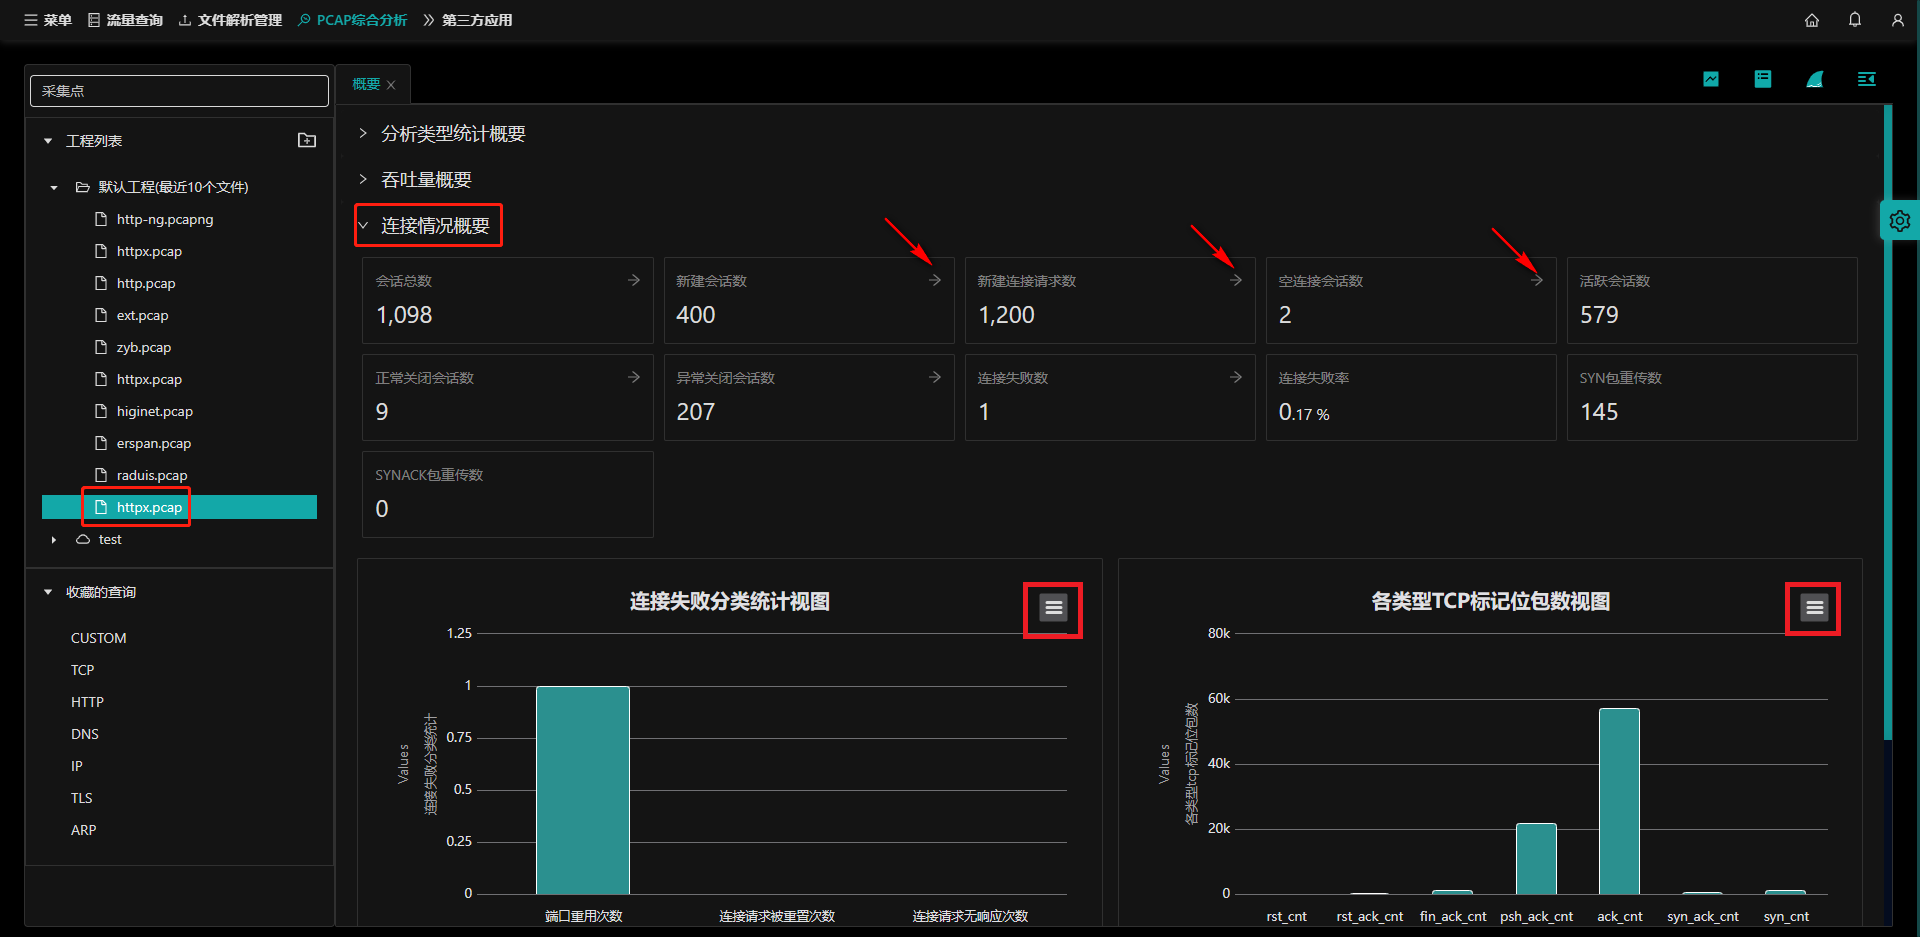 菜单 流量查询 文件解析管理 PCAP综合分析 第三方应用
采集点
工程列表
默认工程(最近10个文件)
http-ng.pcapng
httpx.pcap
http.pcap
ext.pcap
zyb.pcap
httpx.pcap
higinet.pcap
erspan.pcap
raduis.pcap
httpx.pcap
test
收藏的查询
CUSTOM
TCP
HTTP
DNS
IP
TLS
ARP
概要
分析类型统计概要
吞吐量概要
连接情况概要
会话总数
1,098
新建会话数
400
新建连接请求数
1,200
空连接会话数
2
活跃会话数
579
正常关闭会话数
9
异常关闭会话数
207
连接失败数
1
连接失败率
0.17 %
SYN包重传数
145
SYNACK包重传数
0
连接失败分类统计视图
1.25
1
0.75
0.5
0.25
0
Values
连接失败分类统计
端口重用次数 连接请求被重置次数 连接请求无响应次数
各类型TCP标记位包数视图
80k
60k
40k
20k
0
Values
各类型tcp标记位包数
rst_cnt rst_ack_cnt fin_ack_cnt psh_ack_cnt ack_cnt syn_ack_cnt syn_cnt